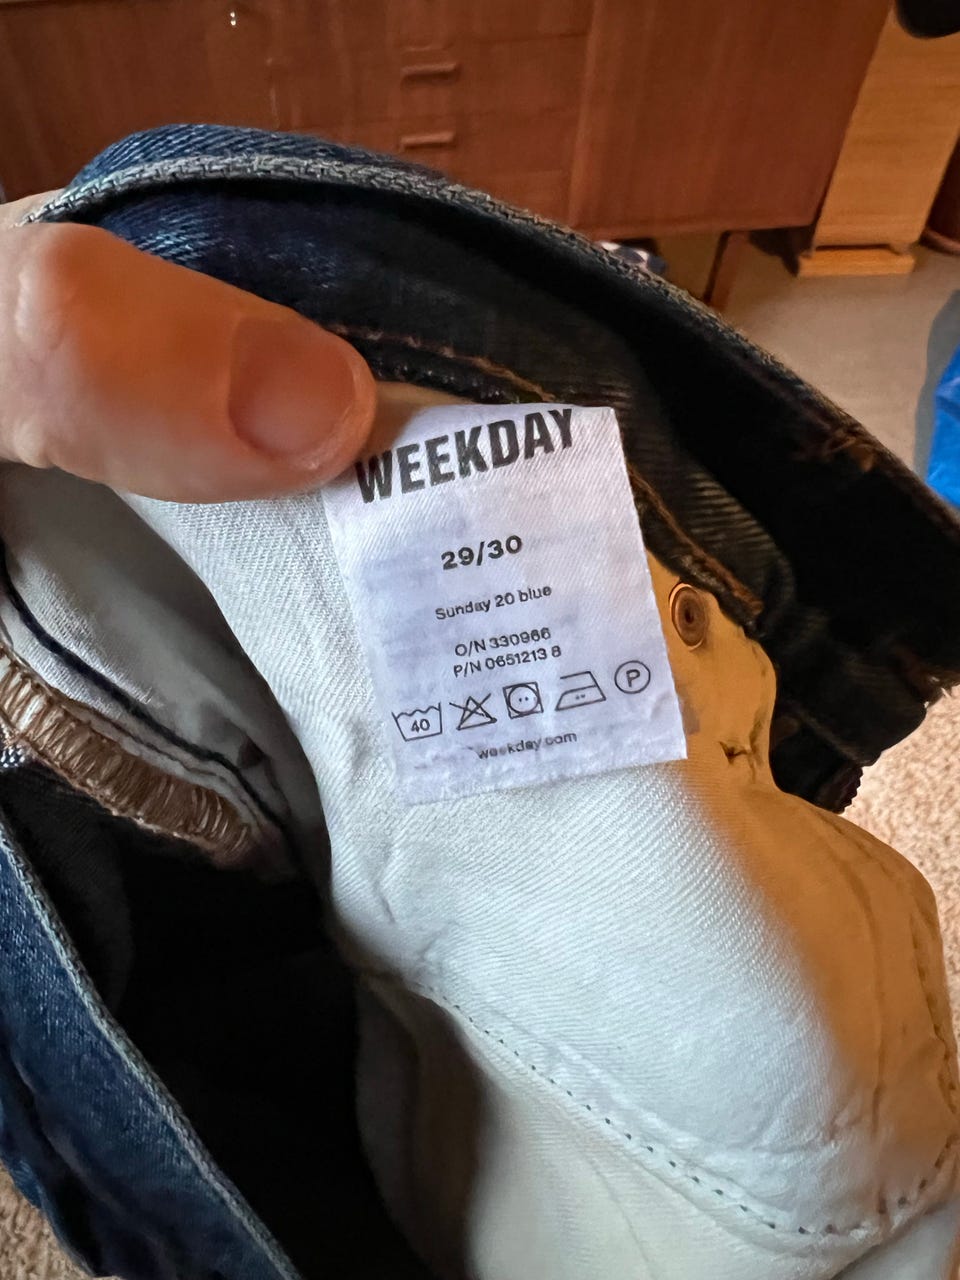 WEEKDAY
29/30
Sunday 20 blue
O/N 330966
P/N 0651213 8
40 P
weekday.com